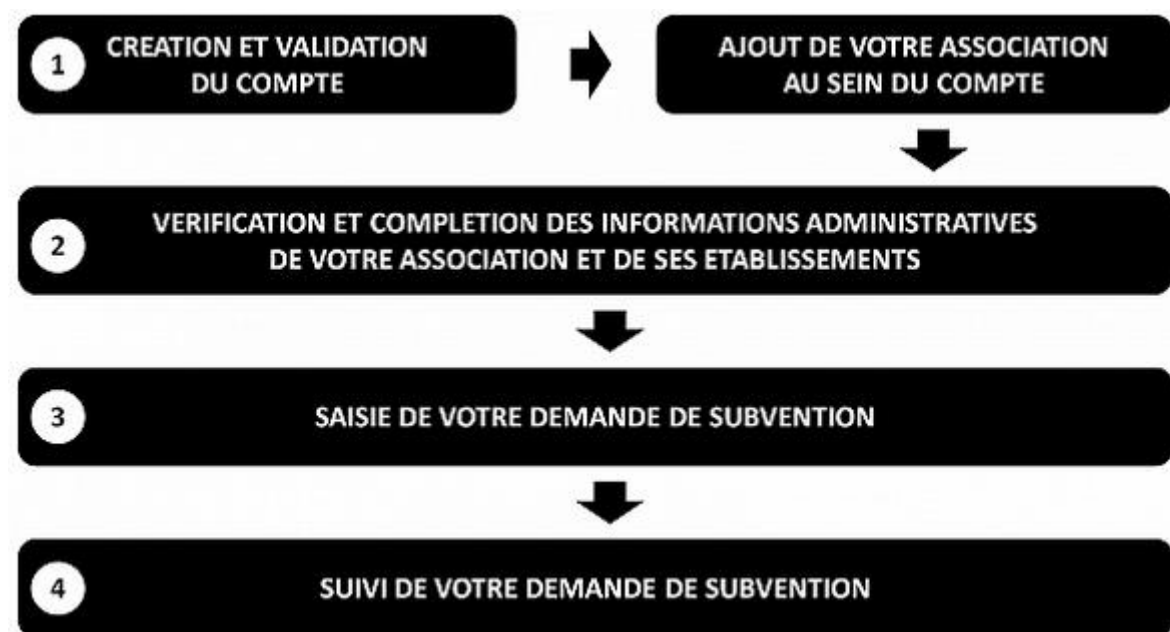 1
CREATION ET VALIDATION
DU COMPTE
AJOUT DE VOTRE ASSOCIATION
AU SEIN DU COMPTE
2
VERIFICATION ET COMPLETION DES INFORMATIONS ADMINISTRATIVES
DE VOTRE ASSOCIATION ET DE SES ETABLISSEMENTS
3
SAISIE DE VOTRE DEMANDE DE SUBVENTION
4
SUIVI DE VOTRE DEMANDE DE SUBVENTION